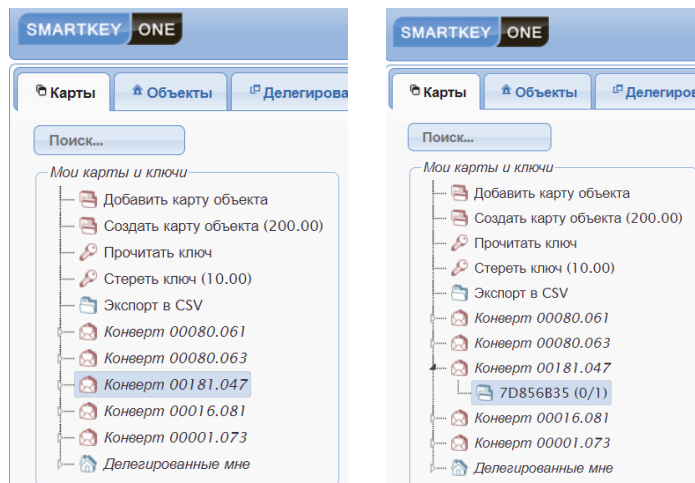 SMARTKEY ONE
Карты
Объекты
Делегирова
Поиск...
Мои карты и ключи
Добавить карту объекта
Создать карту объекта (200.00)
Прочитать ключ
Стереть ключ (10.00)
Экспорт в CSV
Конверт 00080.061
Конверт 00080.063
Конверт 00181.047
Конверт 00016.081
Конверт 00001.073
Делегированные мне
SMARTKEY ONE
Карты
Объекты
Делегиров
Поиск...
Мои карты и ключи
Добавить карту объекта
Создать карту объекта (200.00)
Прочитать ключ
Стереть ключ (10.00)
Экспорт в CSV
Конверт 00080.061
Конверт 00080.063
Конверт 00181.047
7D856B35 (0/1)
Конверт 00016.081
Конверт 00001.073
Делегированные мне